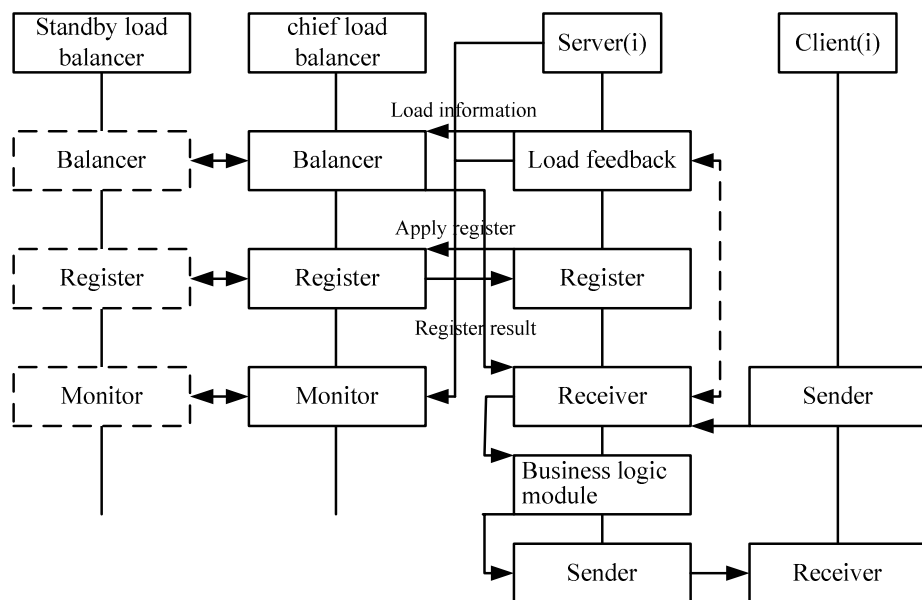 Standby load
balancer
chief load
balancer
Server(i)
Client(i)
Load information
Balancer
Balancer
Load feedback
Apply register
Register
Register
Register
Register result
Monitor
Monitor
Receiver
Sender
Business logic
module
Sender
Receiver